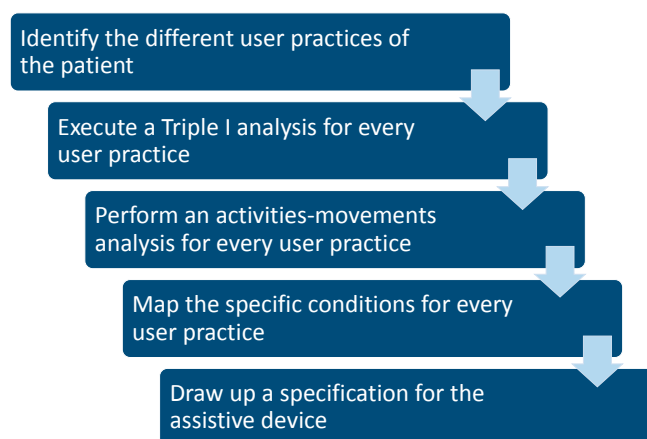 Identify the different user practices of
the patient
Execute a Triple I analysis for every
user practice
Perform an activities-movements
analysis for every user practice
Map the specific conditions for every
user practice
Draw up a specification for the
assistive device